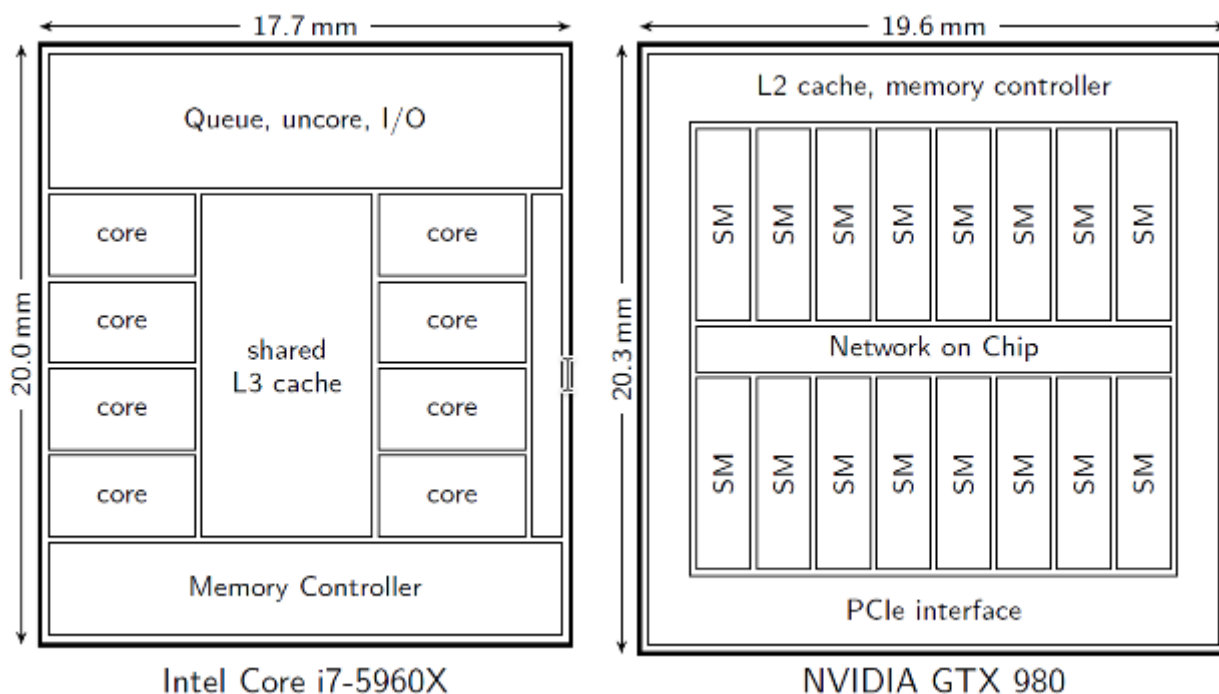 17.7 mm
20.0 mm
Queue, uncore, I/O
core
core
core
core
shared
L3 cache
core
core
core
core
Memory Controller
Intel Core i7-5960X
19.6 mm
20.3 mm
L2 cache, memory controller
SM
SM
SM
SM
SM
SM
SM
SM
Network on Chip
SM
SM
SM
SM
SM
SM
SM
SM
PCIe interface
NVIDIA GTX 980